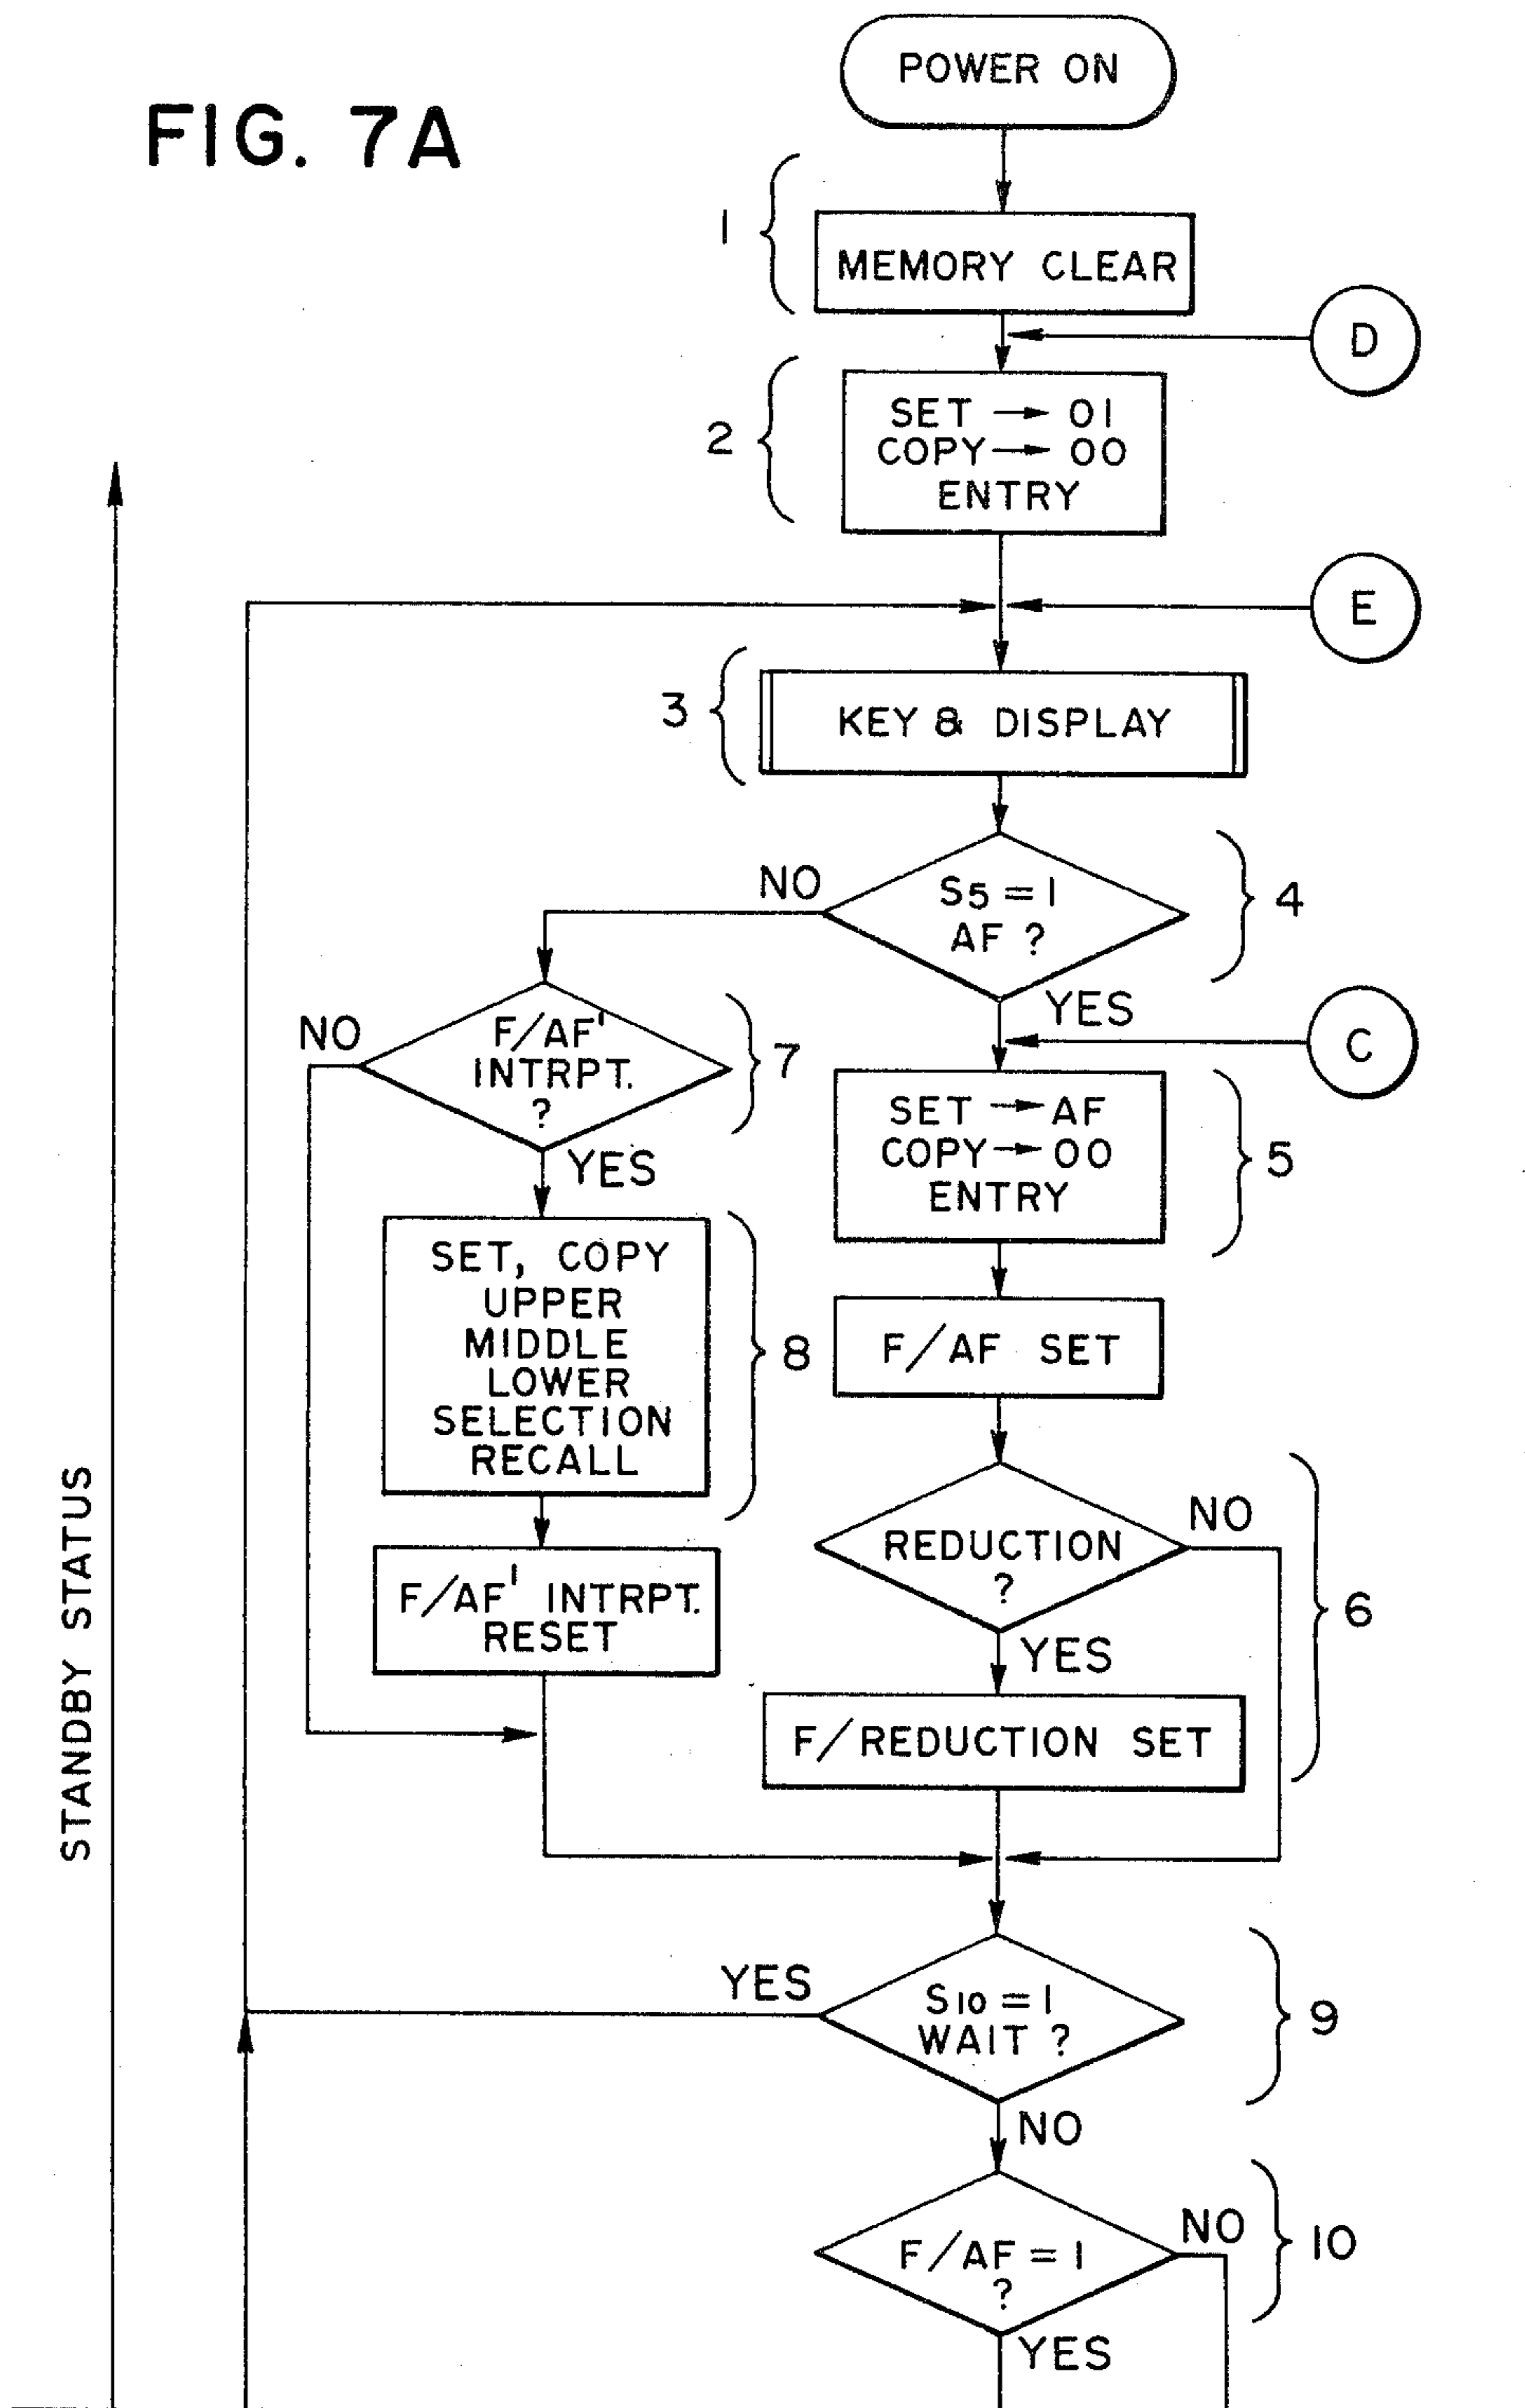 FIG. 7A
POWER ON
1
MEMORY CLEAR
D
2
SET → 01
COPY → 00
ENTRY
E
3
KEY & DISPLAY
NO
S5 = 1
AF ?
4
YES
C
NO
F/AF'
INTRPT.
?
7
YES
SET → AF
COPY → 00
ENTRY
5
SET, COPY
UPPER
MIDDLE
LOWER
SELECTION
RECALL
8
F/AF SET
REDUCTION
?
NO
6
YES
F/AF' INTRPT.
RESET
F/REDUCTION SET
STANDBY STATUS
YES
S10 = 1
WAIT ?
9
NO
F/AF = 1
?
NO
10
YES